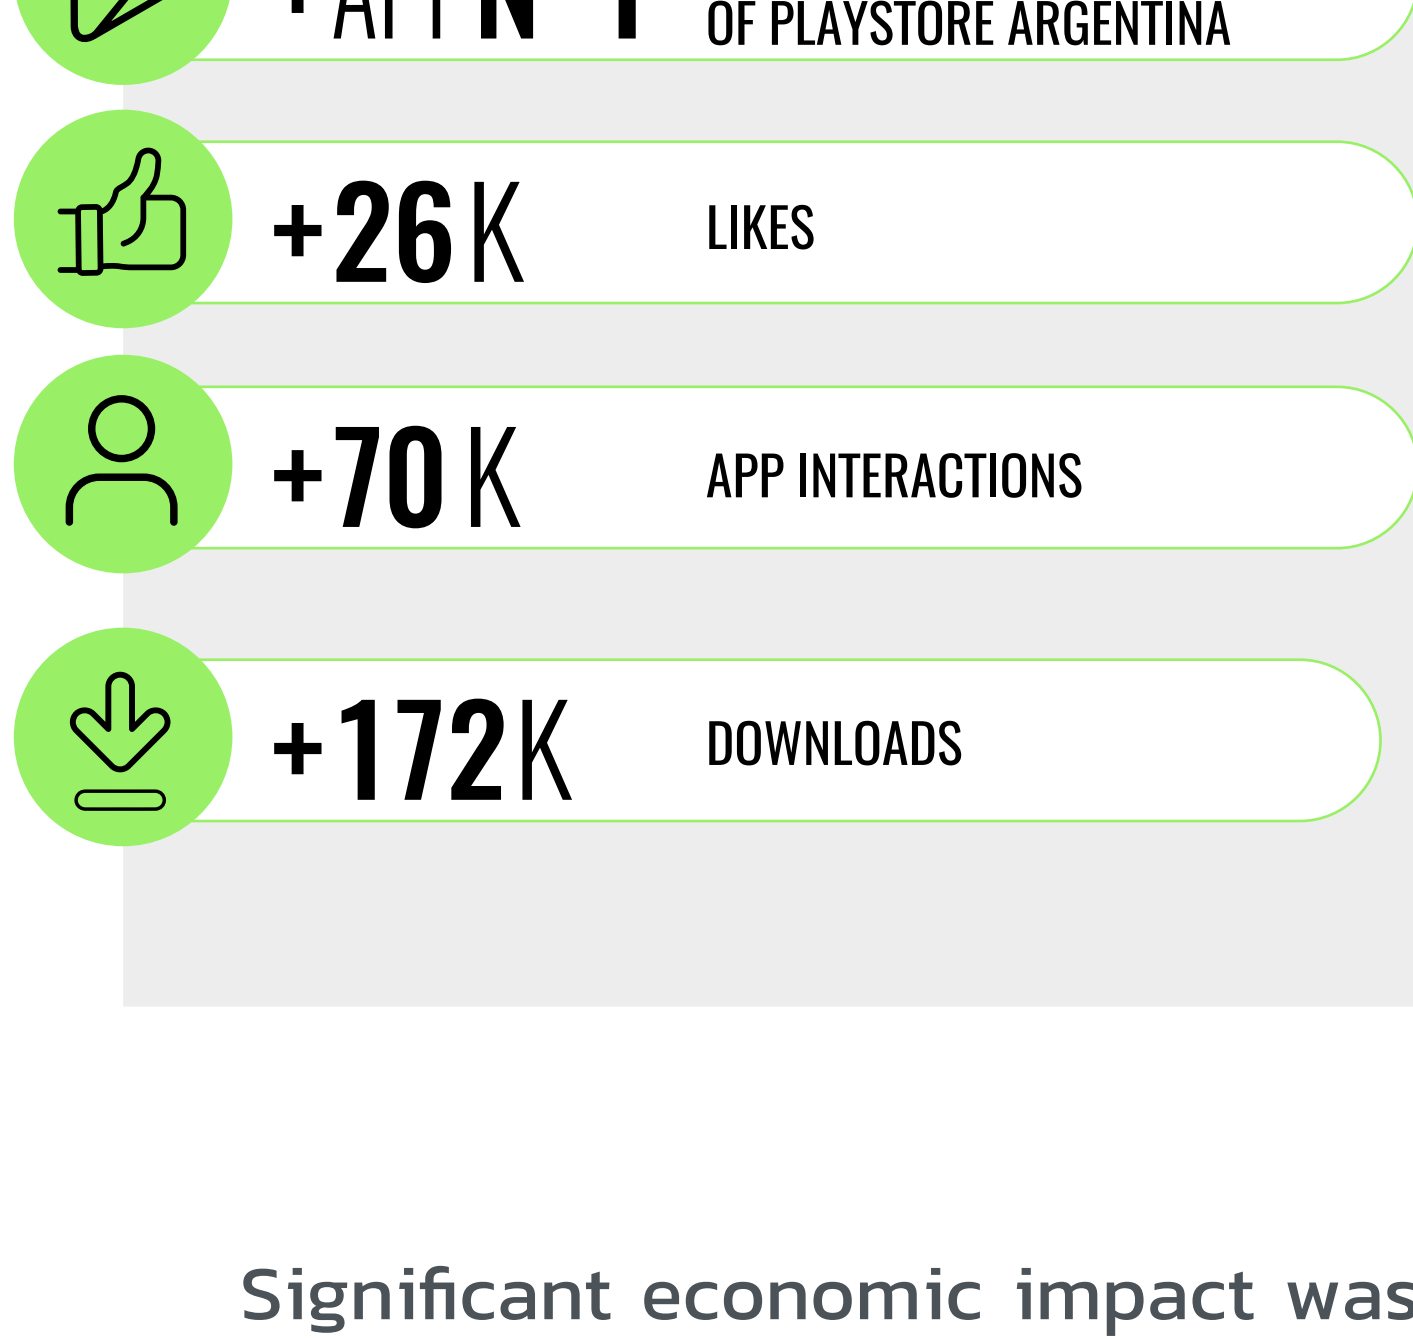 OF PLAYSTORE ARGENTINA
+26K LIKES
+70K APP INTERACTIONS
+172K DOWNLOADS
Significant economic impact was